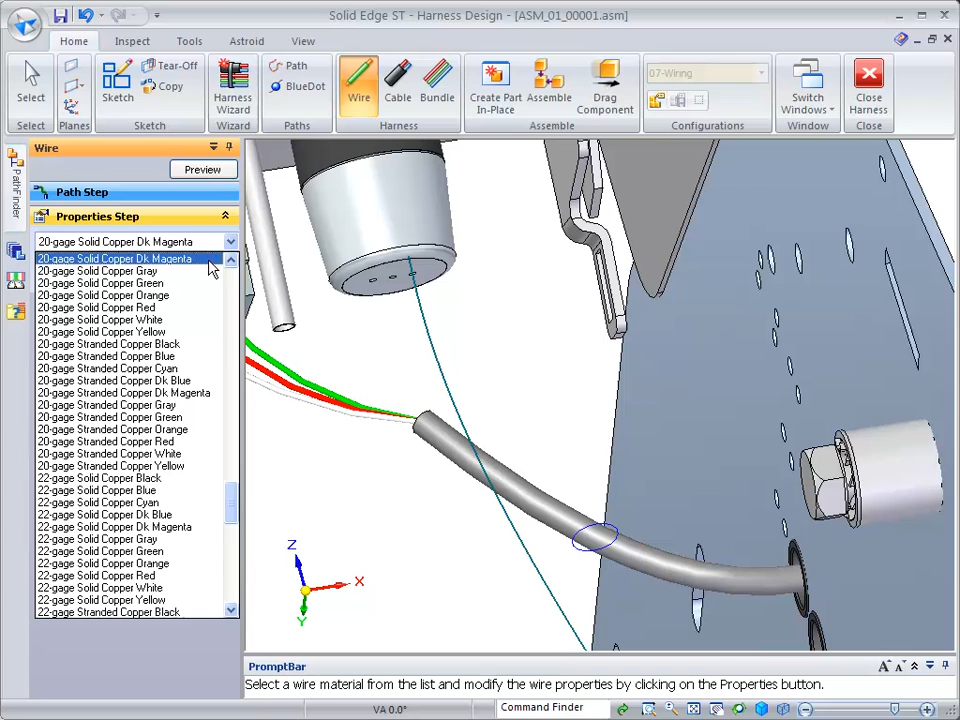 Solid Edge ST - Harness Design - [ASM_01_00001.asm]
Home Inspect Tools Astroid View
Select
Sketch
Tear-Off
Copy
Harness Wizard
Path
BlueDot
Wire
Cable
Bundle
Create Part In-Place
Assemble
Drag Component
07-Wiring
Switch Windows
Close Harness
Select Planes Sketch Wizard Paths Harness Assemble Configurations Window Close
Wire
Preview
PathFinder
Path Step
Properties Step
20-gage Solid Copper Dk Magenta
20-gage Solid Copper Dk Magenta
20-gage Solid Copper Gray
20-gage Solid Copper Green
20-gage Solid Copper Orange
20-gage Solid Copper Red
20-gage Solid Copper White
20-gage Solid Copper Yellow
20-gage Stranded Copper Black
20-gage Stranded Copper Blue
20-gage Stranded Copper Cyan
20-gage Stranded Copper Dk Blue
20-gage Stranded Copper Dk Magenta
20-gage Stranded Copper Gray
20-gage Stranded Copper Green
20-gage Stranded Copper Orange
20-gage Stranded Copper Red
20-gage Stranded Copper White
20-gage Stranded Copper Yellow
22-gage Solid Copper Black
22-gage Solid Copper Blue
22-gage Solid Copper Cyan
22-gage Solid Copper Dk Blue
22-gage Solid Copper Dk Magenta
22-gage Solid Copper Gray
22-gage Solid Copper Green
22-gage Solid Copper Orange
22-gage Solid Copper Red
22-gage Solid Copper White
22-gage Solid Copper Yellow
22-gage Stranded Copper Black
Z
X
Y
PromptBar
A A
Select a wire material from the list and modify the wire properties by clicking on the Properties button.
VA 0.0°
Command Finder